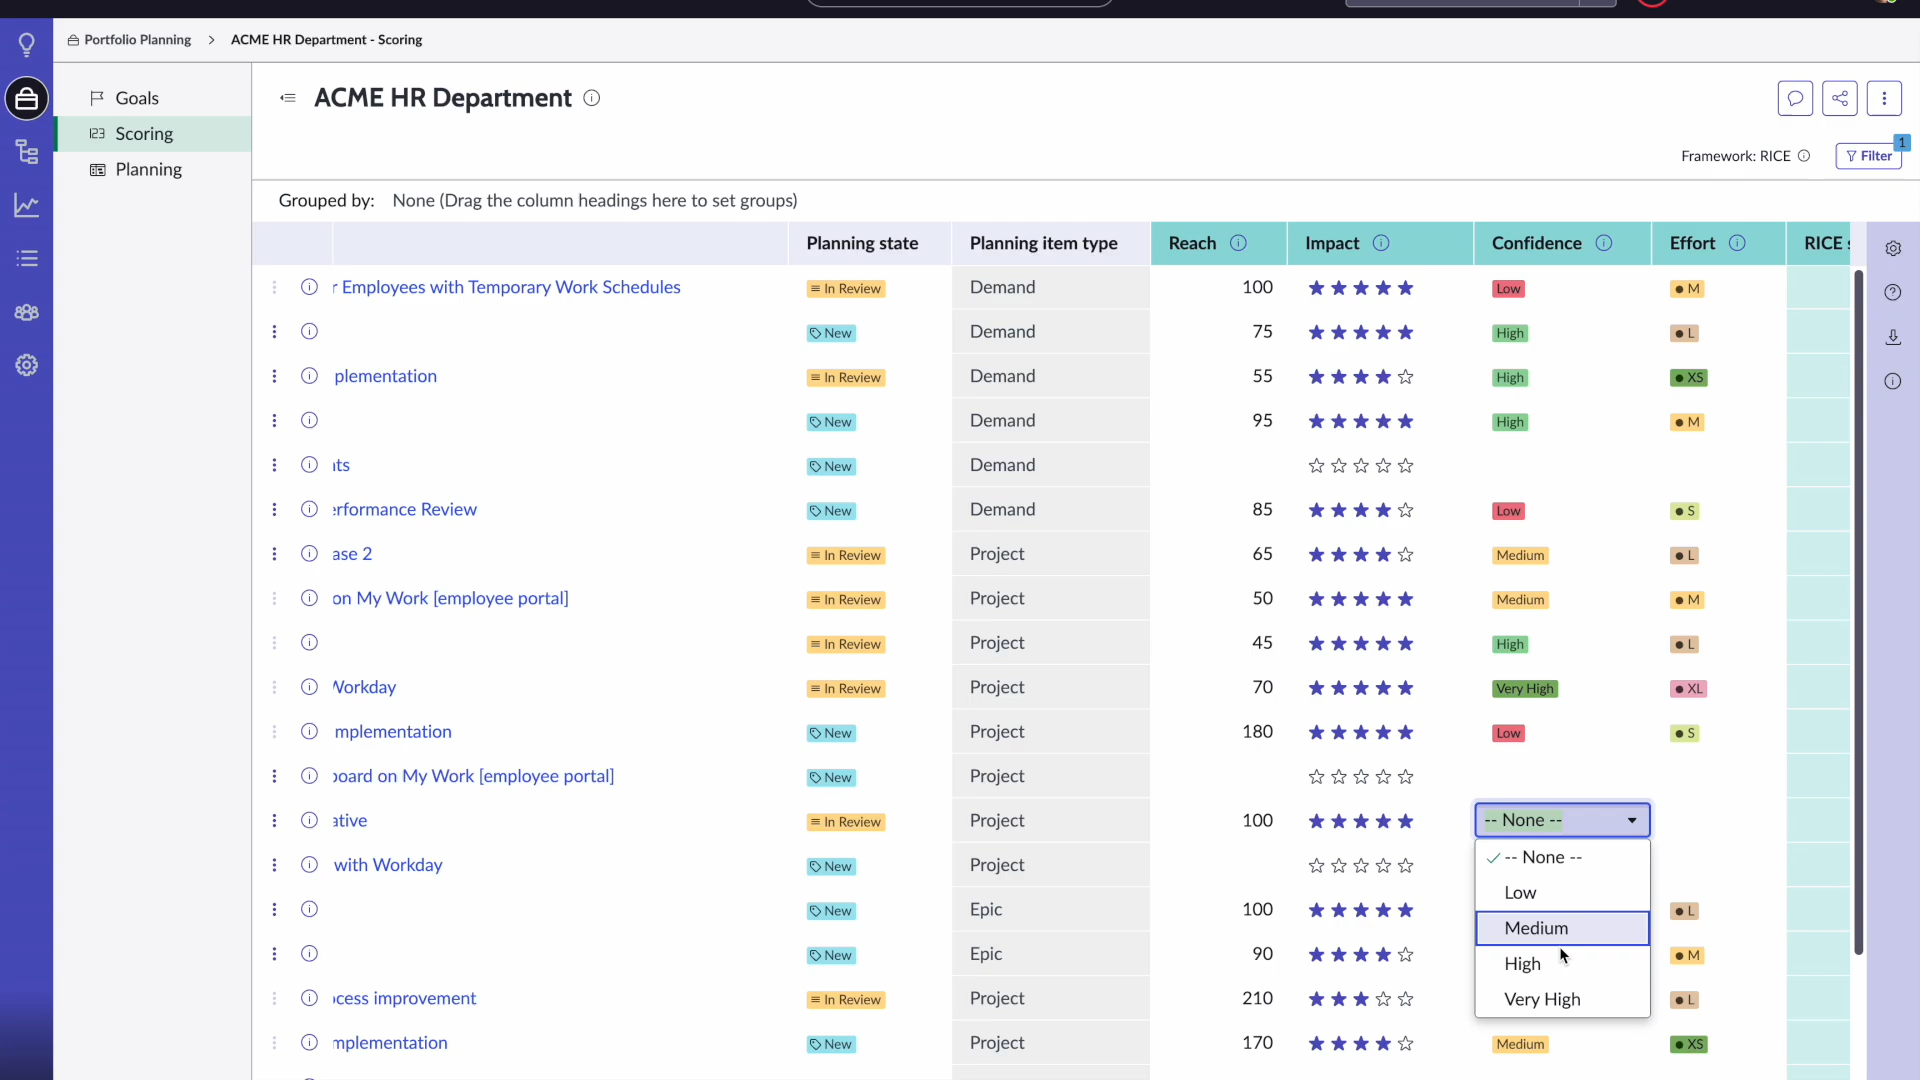 Portfolio Planning > ACME HR Department - Scoring
Goals
Scoring
Planning
ACME HR Department
Framework: RICE
Filter
1
Grouped by: None (Drag the column headings here to set groups)
Planning state Planning item type Reach Impact Confidence Effort RICE
Employees with Temporary Work Schedules In Review Demand 100 Low M
New Demand 75 High L
plementation In Review Demand 55 High XS
New Demand 95 High M
nts New Demand
erformance Review New Demand 85 Low S
ase 2 In Review Project 65 Medium L
on My Work [employee portal] In Review Project 50 Medium M
In Review Project 45 High L
Workday In Review Project 70 Very High XL
mplementation New Project 180 Low S
board on My Work [employee portal] New Project
ative In Review Project 100 -- None --
with Workday New Project
-- None --
Low
Medium
High
Very High
New Epic 100 L
New Epic 90 M
ocess improvement In Review Project 210 L
mplementation New Project 170 Medium XS